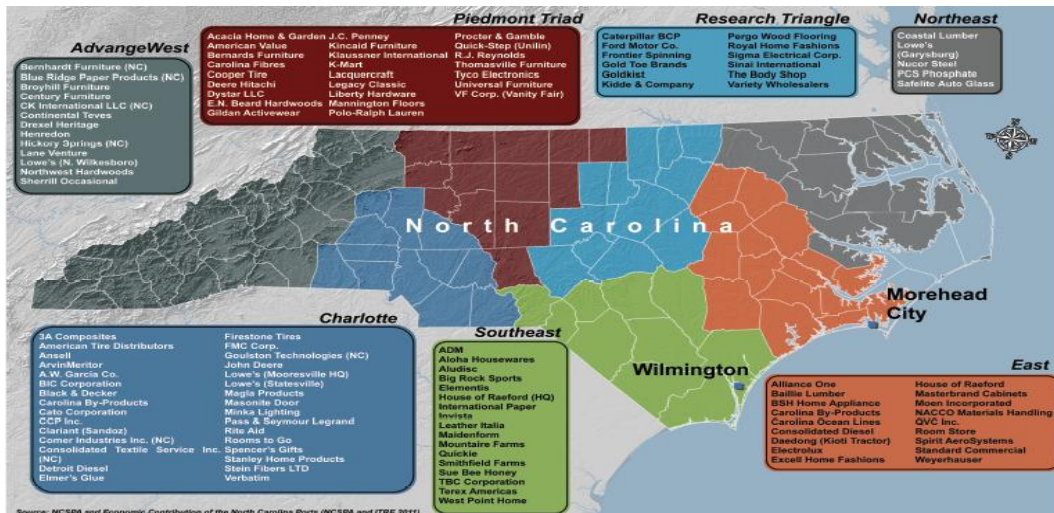 AdvangeWest
Bernhardt Furniture (NC)
Blue Ridge Paper Products (NC)
Broyhill Furniture
Century Furniture
CK International LLC (NC)
Continental Teves
Drexel Heritage
Henredon
Hickory Springs (NC)
Lane Venture
Lowe's (N. Wilkesboro)
Northwest Hardwoods
Sherrill Occasional
Piedmont Triad
Acacia Home & Garden
American Value
Bernards Furniture
Carolina Fibres
Cooper Tire
Deere Hitachi
Dystar LLC
E.N. Beard Hardwoods
Gildan Activewear
J.C. Penney
Kincaid Furniture
Klaussner International
K-Mart
Lacquercraft
Legacy Classic
Liberty Hardware
Mannington Floors
Polo-Ralph Lauren
Procter & Gamble
Quick-Step (Unilin)
R.J. Reynolds
Thomasville Furniture
Tyco Electronics
Universal Furniture
VF Corp. (Vanity Fair)
Research Triangle
Caterpillar BCP
Ford Motor Co.
Frontier Spinning
Gold Toe Brands
Goldkist
Kidde & Company
Pergo Wood Flooring
Royal Home Fashions
Sigma Electrical Corp.
Sinai International
The Body Shop
Variety Wholesalers
Northeast
Coastal Lumber
Lowe's
(Garysburg)
Nucor Steel
PCS Phosphate
Safelite Auto Glass
North Carolina
Morehead
City
Wilmington
Charlotte
3A Composites
American Tire Distributors
Ansell
ArvinMeritor
A.W. Garcia Co.
BIC Corporation
Black & Decker
Carolina By-Products
Cato Corporation
CCP Inc.
Clariant (Sandoz)
Comer Industries Inc. (NC)
Consolidated Textile Service Inc.
(NC)
Detroit Diesel
Elmer's Glue
Firestone Tires
FMC Corp.
Goulston Technologies (NC)
John Deere
Lowe's (Mooresville HQ)
Lowe's (Statesville)
Magla Products
Masonite Door
Minka Lighting
Pass & Seymour Legrand
Rite Aid
Rooms to Go
Spencer's Gifts
Stanley Home Products
Stein Fibers LTD
Verbatim
Southeast
ADM
Aloha Housewares
Aludisc
Big Rock Sports
Elementis
House of Raeford (HQ)
International Paper
Invista
Leather Italia
Maidenform
Mountaire Farms
Quickie
Smithfield Farms
Sue Bee Honey
TBC Corporation
Terex Americas
West Point Home
East
Alliance One
Baillie Lumber
BSH Home Appliance
Carolina By-Products
Carolina Ocean Lines
Consolidated Diesel
Daedong (Kioti Tractor)
Electrolux
Excell Home Fashions
House of Raeford
Masterbrand Cabinets
Moen Incorporated
NACCO Materials Handling
QVC Inc.
Room Store
Spirit AeroSystems
Standard Commercial
Weyerhauser
Source: NCSPA and Economic Contribution of the North Carolina Ports (NCSPA and ITRE 2011)